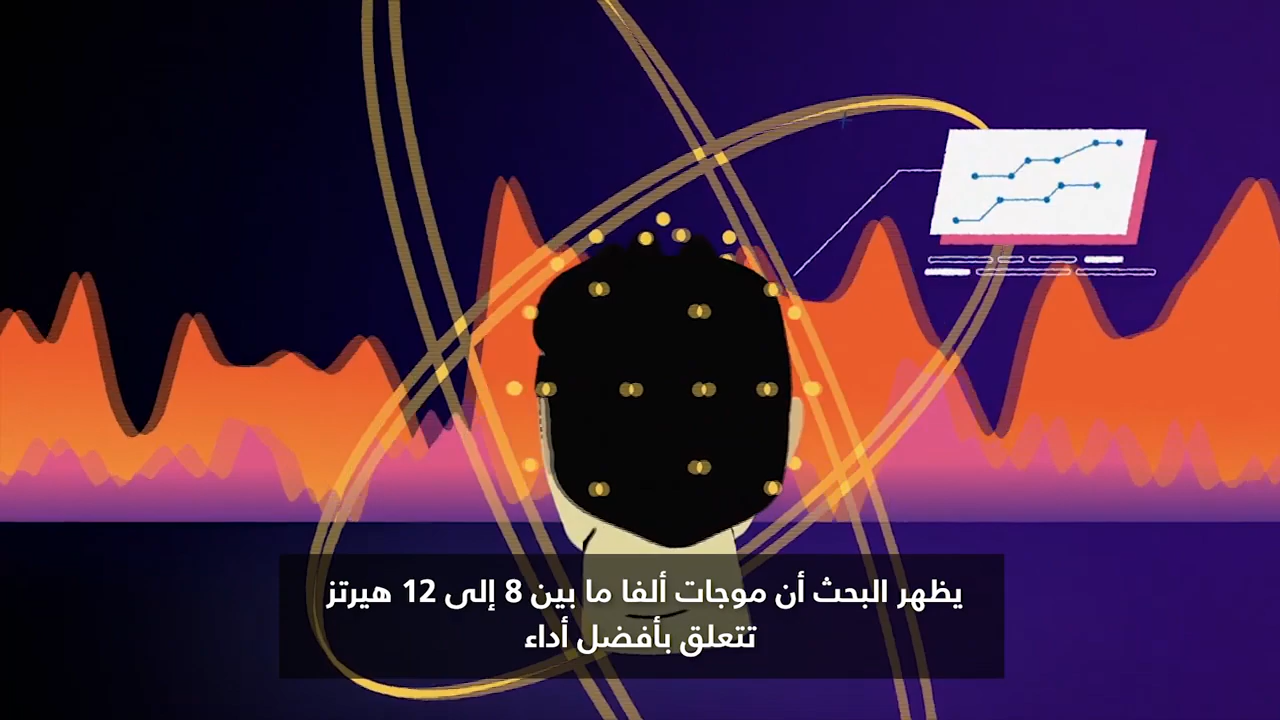 يظهر البحث أن موجات ألفا ما بين 8 إلى 12 هيرتز
تتعلق بأفضل أداء